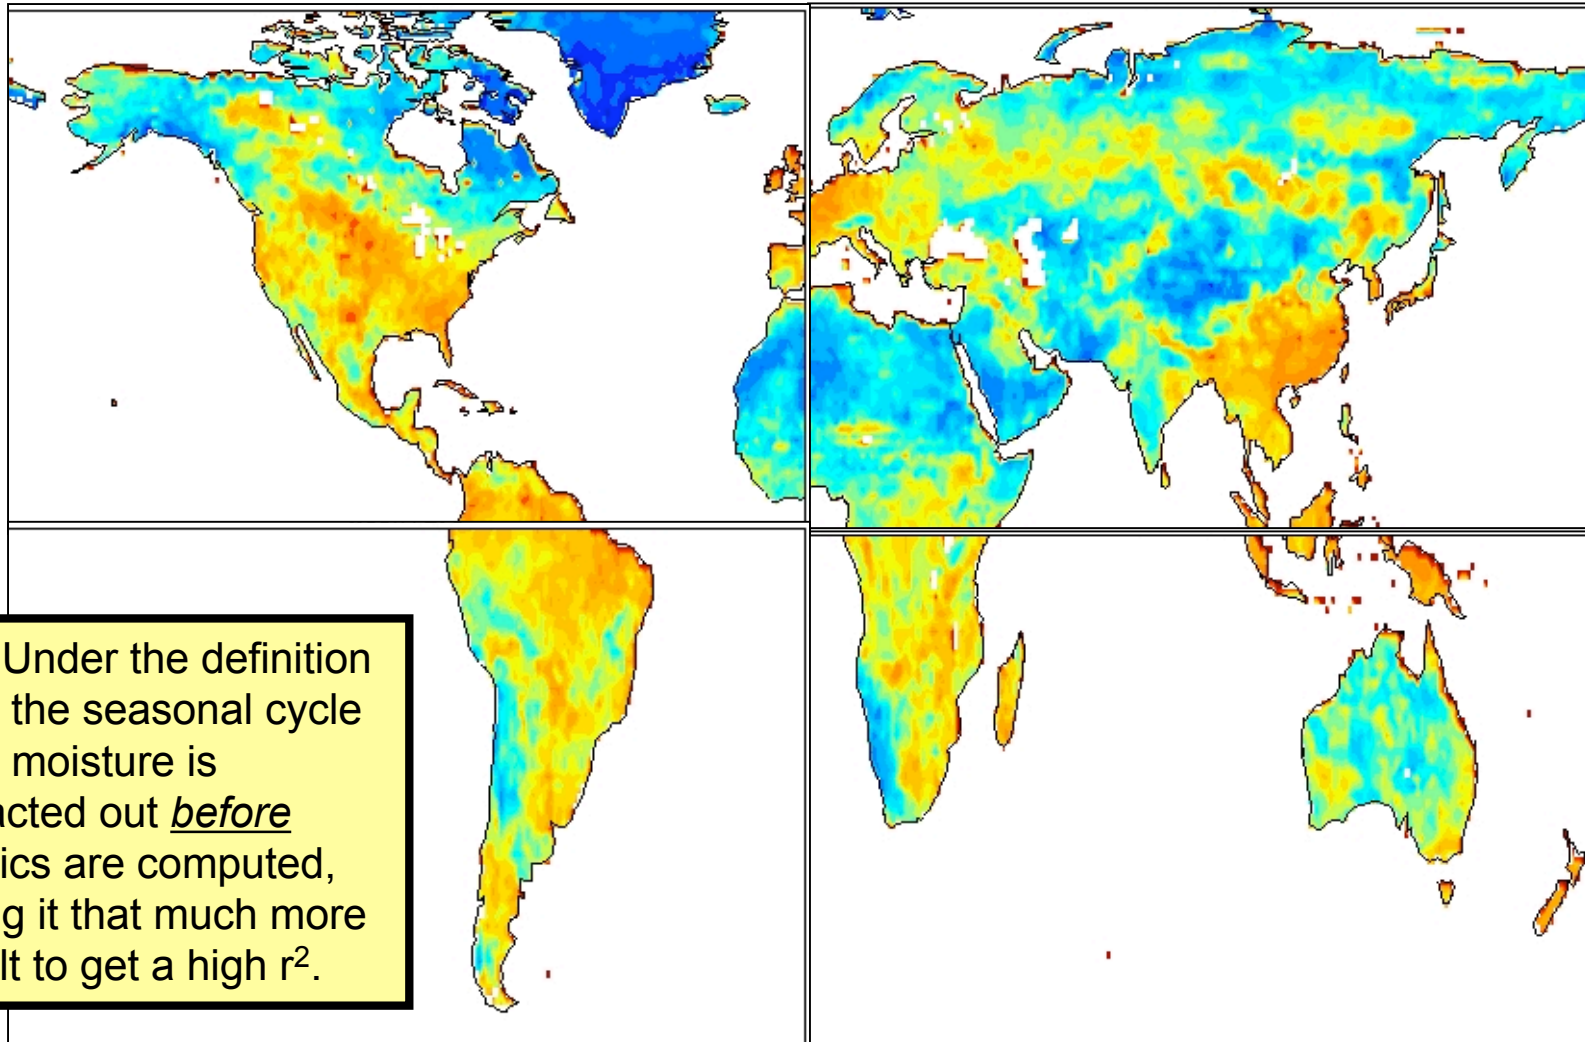 Under the definition
the seasonal cycle
moisture is
acted out before
ics are computed,
g it that much more
lt to get a high r².